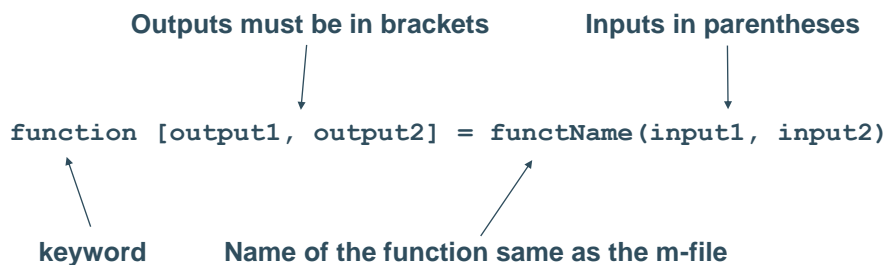 Outputs must be in brackets Inputs in parentheses
function [output1, output2] = functName(input1, input2)
keyword Name of the function same as the m-file